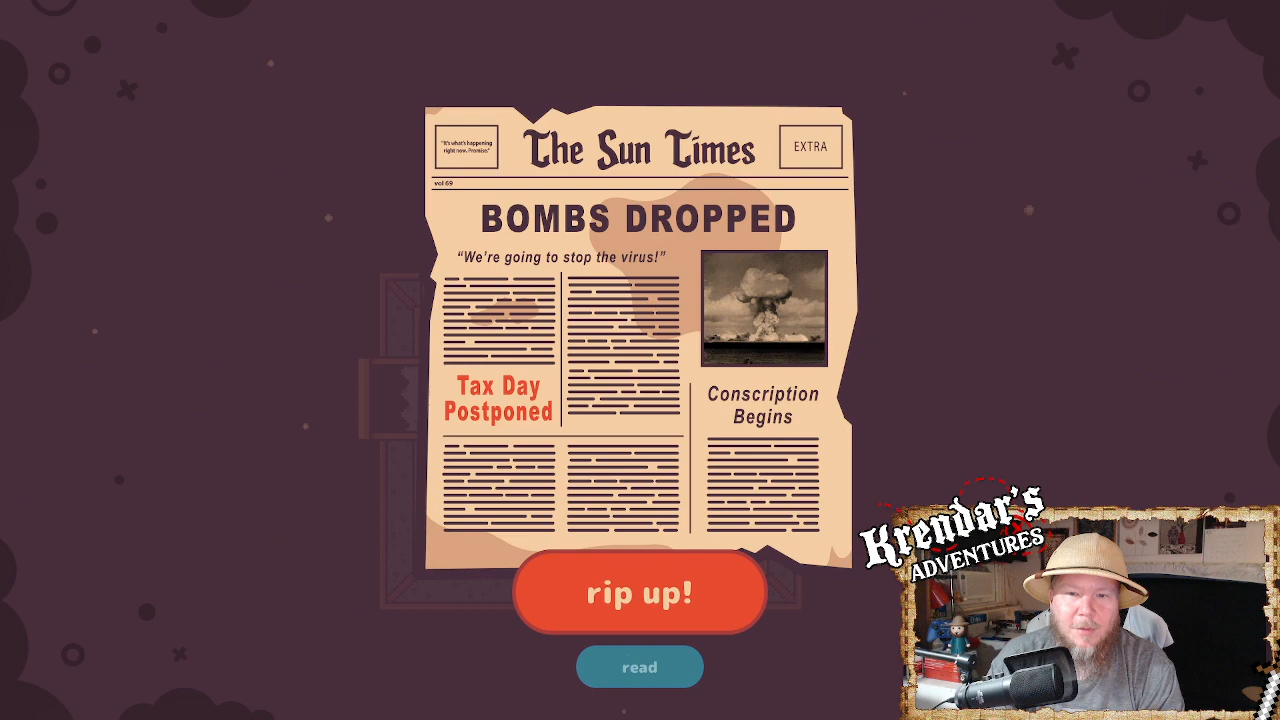 "It's what's happening
right now. Promise."
The Sun Times
EXTRA
vol 69
BOMBS DROPPED
“We’re going to stop the virus!”
Tax Day
Postponed
Conscription
Begins
rip up!
read
Krendar's
ADVENTURES